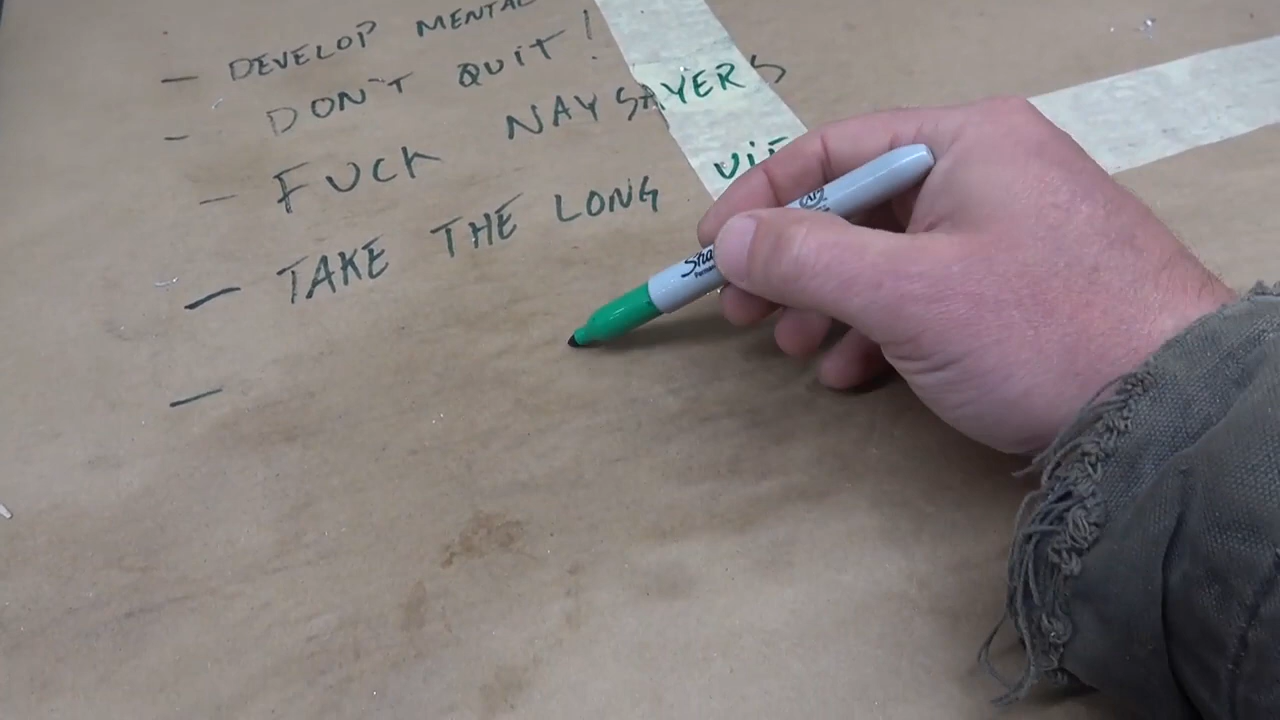 - DEVELOP MENTAL
- DON'T QUIT!
- FUCK NAYSAYERS
- TAKE THE LONG
-